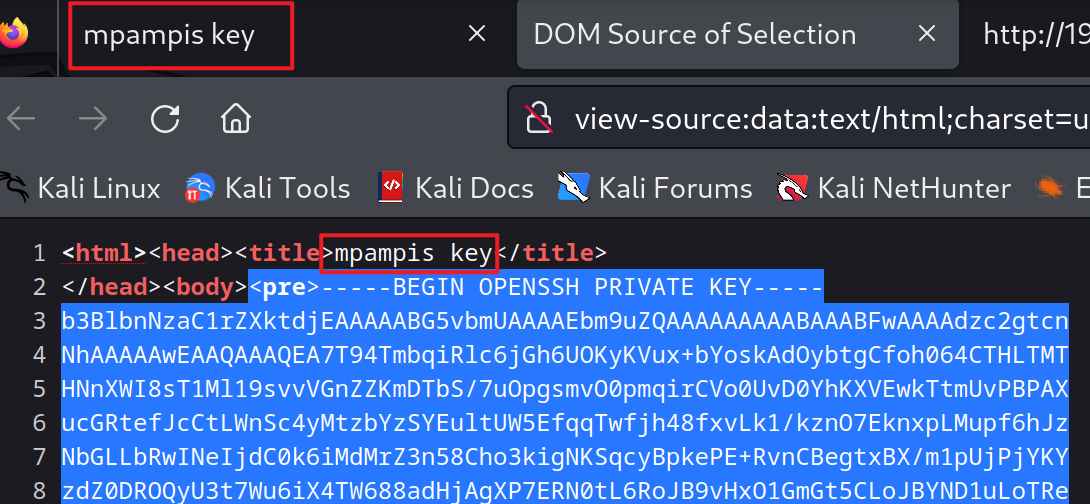 mpampis key
DOM Source of Selection
http://19
view-source:data:text/html;charset=u
Kali Linux
Kali Tools
Kali Docs
Kali Forums
Kali NetHunter
E
1 <html><head><title>mpampis key</title>
2 </head><body><pre>-----BEGIN OPENSSH PRIVATE KEY-----
3 b3BlbnNzaC1rZXktdjEAAAAABG5vbmUAAAAEbm9uZQAAAAAAAAABAAABFwAAAAdzc2gtcn
4 NhAAAAAwEAAQAAAQEA7T94TmbqiRlc6jGh6UOKyKVux+bYoskAdOybtgCfoh064CTHLTMT
5 HNnXWI8sT1Ml19svvVGnZZKmDTbS/7uOpgsmvO0pmqirCVo0UvD0YhKXVEwkTtmUvPBPAX
6 ucGRtefJcCtLWnSc4yMtzbYzSYEultUW5EfqqTwfjh48fxvLk1/kznO7EknxpLMupf6hJz
7 NbGLLbRwINeIjdC0k6iMdMrZ3n58Cho3kigNKSqcyBpkePE+RvnCBegtxBX/m1pUjPjYKY
8 zdZ0DROQyU3t7Wu6iX4TW688adHjAgXP7ERN0tL6RoJB9vHxO1GmGt5CLoJBYND1uLoTRe